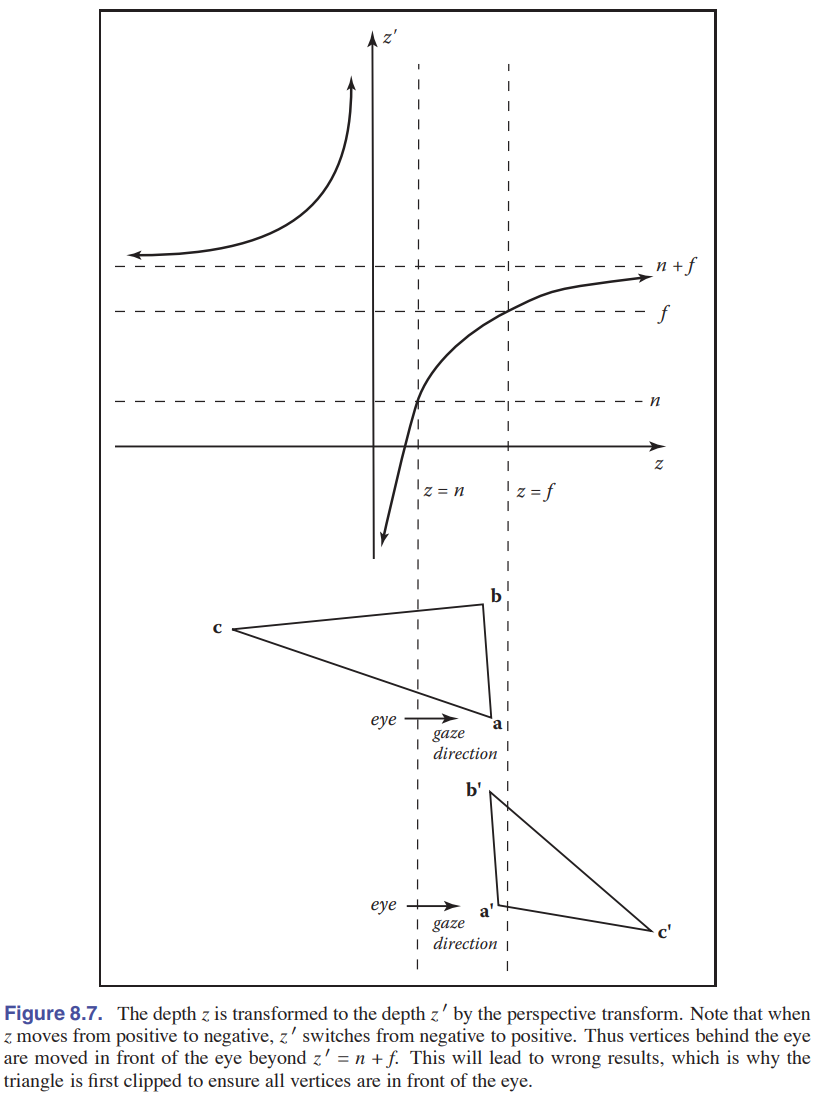 z′
n + f
f
n
z
z = n
z = f
b
c
eye
a
gaze
direction
b'
eye
a'
gaze
c'
direction
Figure 8.7. The depth z is transformed to the depth z′ by the perspective transform. Note that when
z moves from positive to negative, z′ switches from negative to positive. Thus vertices behind the eye
are moved in front of the eye beyond z′ = n + f. This will lead to wrong results, which is why the
triangle is first clipped to ensure all vertices are in front of the eye.